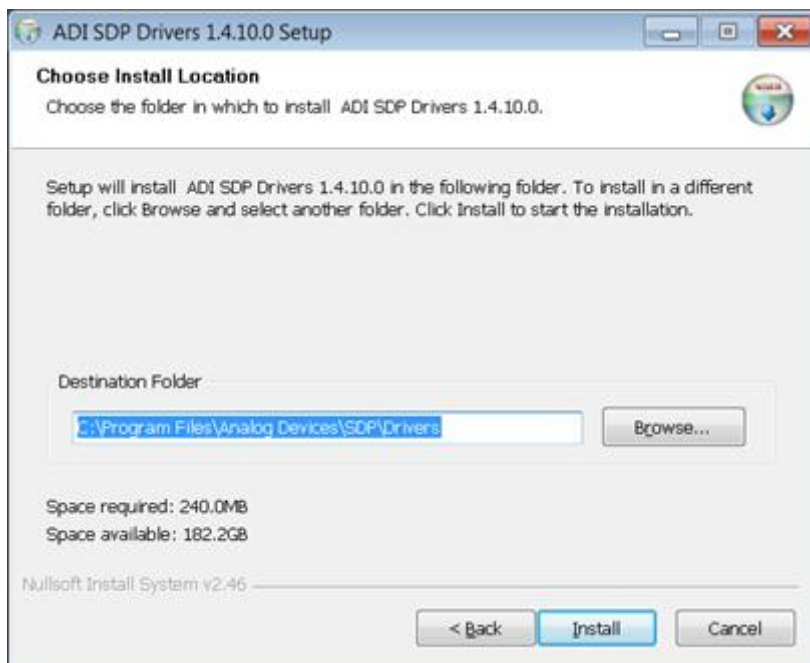 ADI SDP Drivers 1.4.10.0 Setup
Choose Install Location
Choose the folder in which to install ADI SDP Drivers 1.4.10.0.
Setup will install ADI SDP Drivers 1.4.10.0 in the following folder. To install in a different
folder, click Browse and select another folder. Click Install to start the installation.
Destination Folder
C:\Program Files\Analog Devices\SDP\Drivers
Browse...
Space required: 240.0MB
Space available: 182.2GB
Nullsoft Install System v2.46
< Back
Install
Cancel